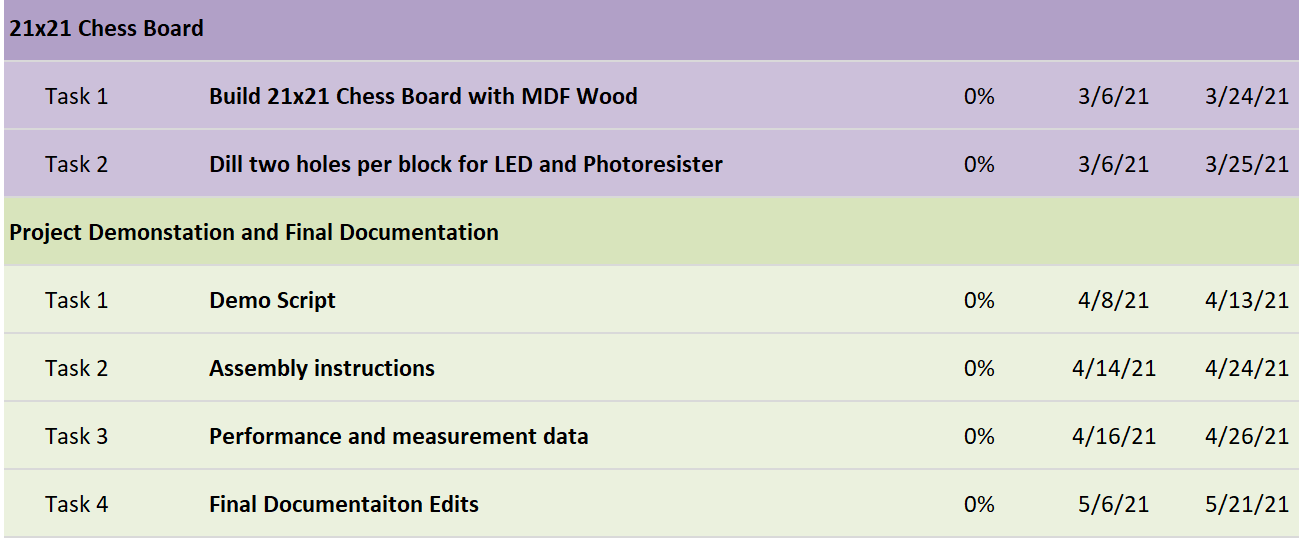 21x21 Chess Board
Task 1 Build 21x21 Chess Board with MDF Wood 0% 3/6/21 3/24/21
Task 2 Dill two holes per block for LED and Photoresister 0% 3/6/21 3/25/21
Project Demonstation and Final Documentation
Task 1 Demo Script 0% 4/8/21 4/13/21
Task 2 Assembly instructions 0% 4/14/21 4/24/21
Task 3 Performance and measurement data 0% 4/16/21 4/26/21
Task 4 Final Documentaiton Edits 0% 5/6/21 5/21/21